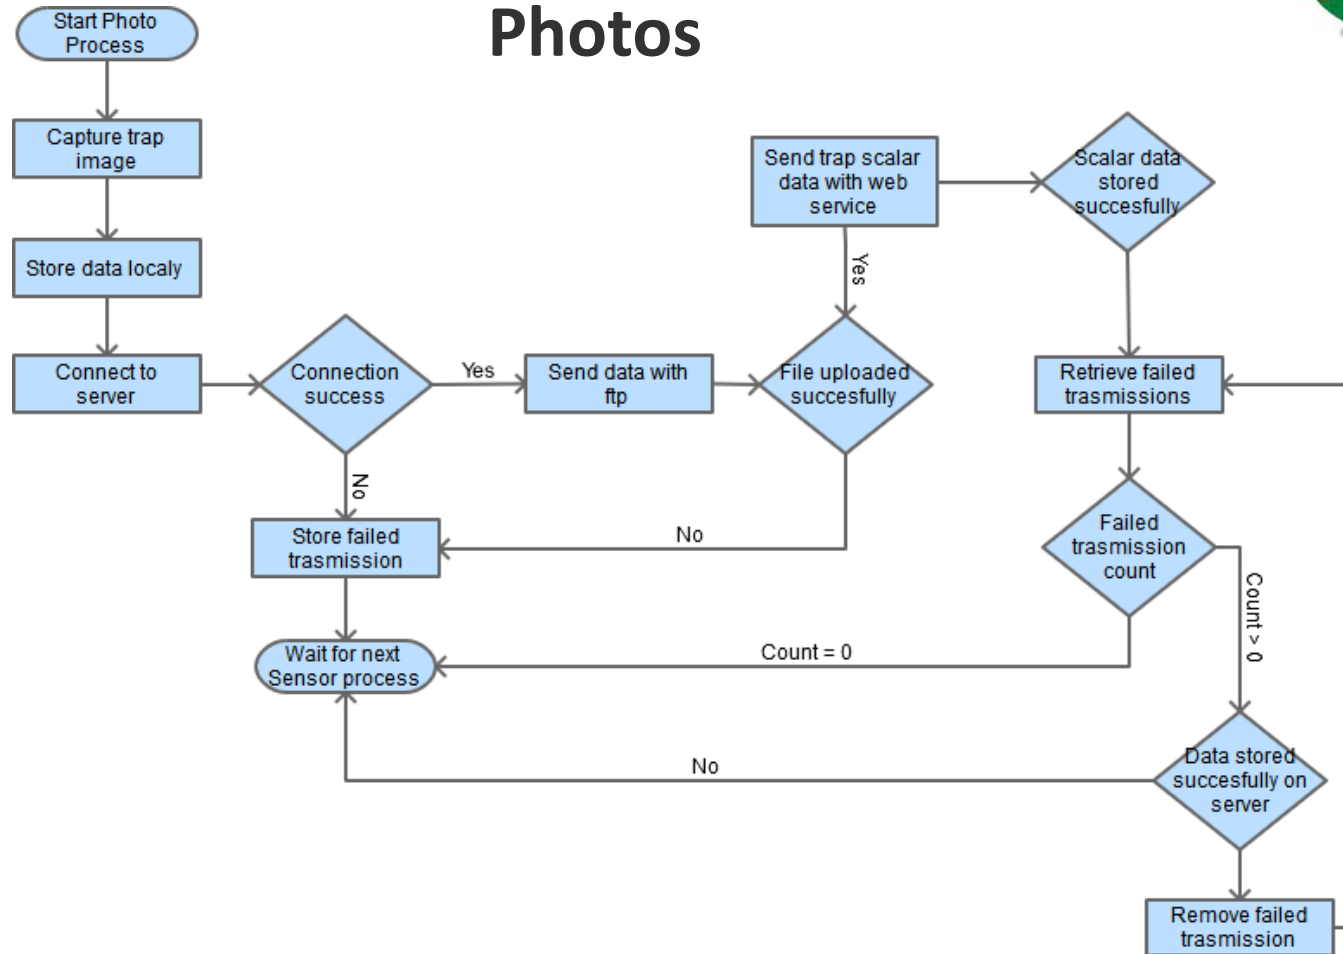 Photos
Start Photo
Process
Capture trap
image
Store data localy
Connect to
server
Connection
success
Yes
No
Send data with
ftp
File uploaded
succesfully
Yes
No
Send trap scalar
data with web
service
Scalar data
stored
succesfully
Retrieve failed
trasmissions
Failed
trasmission
count
Count > 0
Count = 0
Store failed
trasmission
Wait for next
Sensor process
Data stored
succesfully on
server
No
Remove failed
trasmission